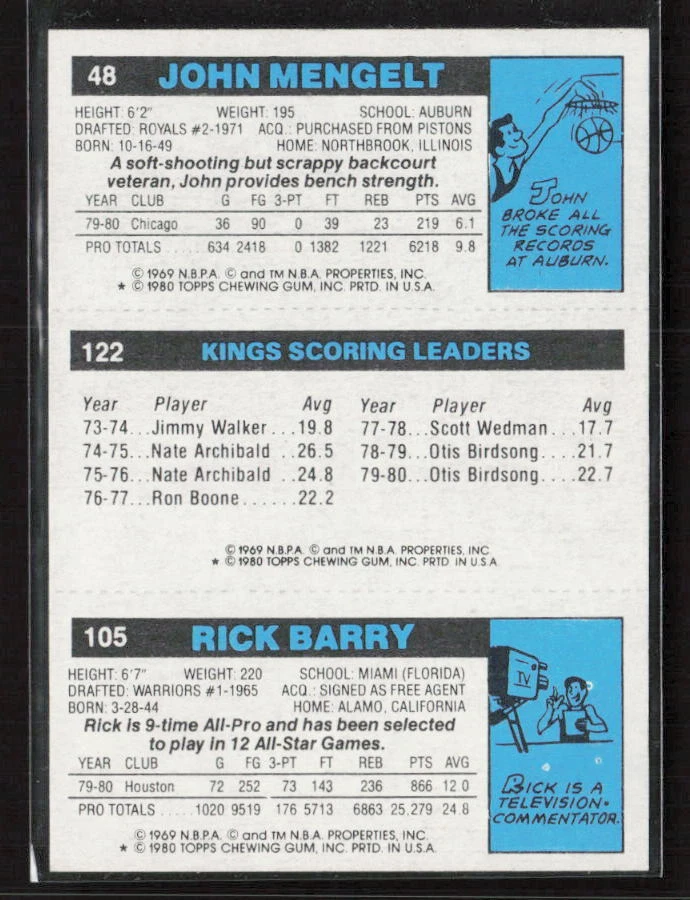 48 JOHN MENGELT
HEIGHT: 6'2" WEIGHT: 195 SCHOOL: AUBURN
DRAFTED: ROYALS #2-1971 ACQ.: PURCHASED FROM PISTONS
BORN: 10-16-49 HOME: NORTHBROOK, ILLINOIS
A soft-shooting but scrappy backcourt
veteran, John provides bench strength.
YEAR CLUB G FG 3-PT FT REB PTS AVG
79-80 Chicago 36 90 0 39 23 219 6.1
PRO TOTALS ..... 634 2418 0 1382 1221 6218 9.8
© 1969 N.B.P.A. © and TM N.B.A. PROPERTIES, INC.
* © 1980 TOPPS CHEWING GUM, INC. PRTD. IN U.S.A.
JOHN
BROKE ALL
THE SCORING
RECORDS
AT AUBURN.
122 KINGS SCORING LEADERS
Year Player Avg Year Player Avg
73-74...Jimmy Walker...19.8 77-78...Scott Wedman....17.7
74-75...Nate Archibald ...26.5 78-79...Otis Birdsong....21.7
75-76...Nate Archibald ...24.8 79-80...Otis Birdsong....22.7
76-77...Ron Boone......22.2
© 1969 N.B.P.A. © and TM N.B.A. PROPERTIES, INC.
* © 1980 TOPPS CHEWING GUM, INC. PRTD. IN U.S.A.
105 RICK BARRY
HEIGHT: 6'7" WEIGHT: 220 SCHOOL: MIAMI (FLORIDA)
DRAFTED: WARRIORS #1-1965 ACQ.: SIGNED AS FREE AGENT
BORN: 3-28-44 HOME: ALAMO, CALIFORNIA
Rick is 9-time All-Pro and has been selected
to play in 12 All-Star Games.
YEAR CLUB G FG 3-PT FT REB PTS AVG
79-80 Houston 72 252 73 143 236 866 12.0
PRO TOTALS ..... 1020 9519 176 5713 6863 25,279 24.8
© 1969 N.B.P.A. © and TM N.B.A. PROPERTIES, INC.
* © 1980 TOPPS CHEWING GUM, INC. PRTD. IN U.S.A.
TV
RICK IS A
TELEVISION
COMMENTATOR.